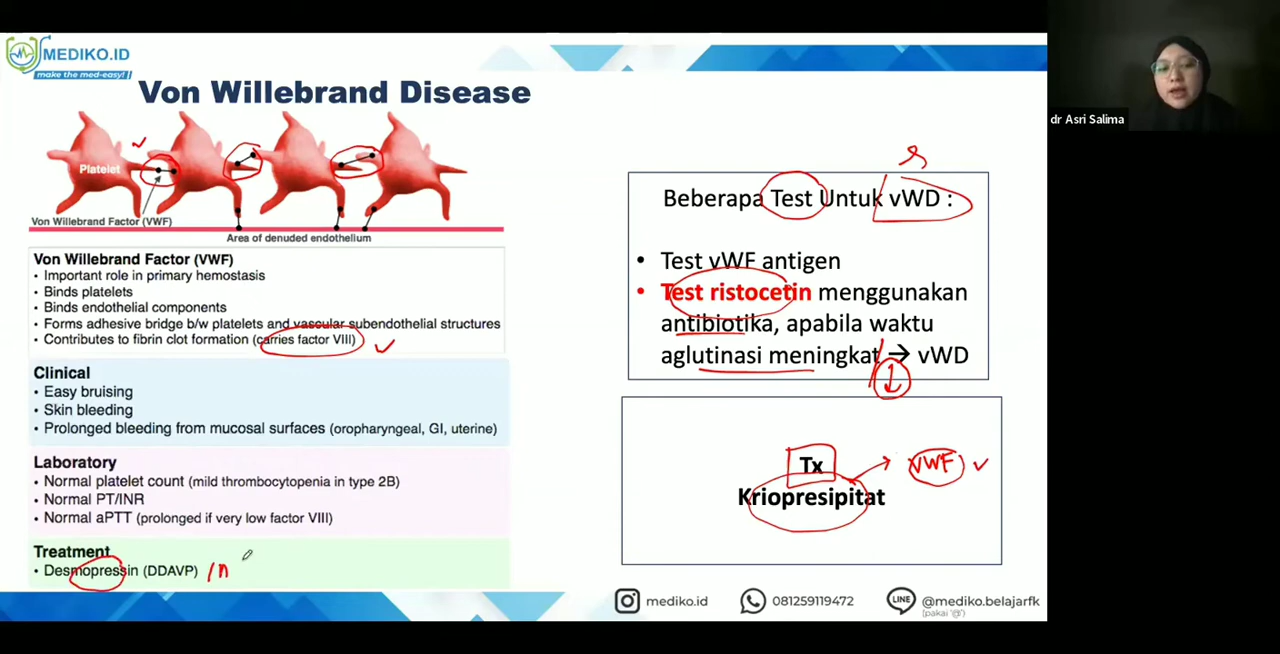 MEDIKO.ID
make the med-easy!
Von Willebrand Disease
Platelet
Von Willebrand Factor (VWF)
Area of denuded endothelium
Von Willebrand Factor (VWF)
• Important role in primary hemostasis
• Binds platelets
• Binds endothelial components
• Forms adhesive bridge b/w platelets and vascular subendothelial structures
• Contributes to fibrin clot formation (carries factor VIII)
Clinical
• Easy bruising
• Skin bleeding
• Prolonged bleeding from mucosal surfaces (oropharyngeal, GI, uterine)
Laboratory
• Normal platelet count (mild thrombocytopenia in type 2B)
• Normal PT/INR
• Normal aPTT (prolonged if very low factor VIII)
Treatment
• Desmopressin (DDAVP)
Beberapa Test Untuk vWD :
• Test vWF antigen
• Test ristocetin menggunakan
antibiotika, apabila waktu
aglutinasi meningkat → vWD
↓
Tx
Kriopresipitat
→ VWF ✓
mediko.id
081259119472
LINE
@mediko.belajarfk
(pakai '@')
dr Asri Salima